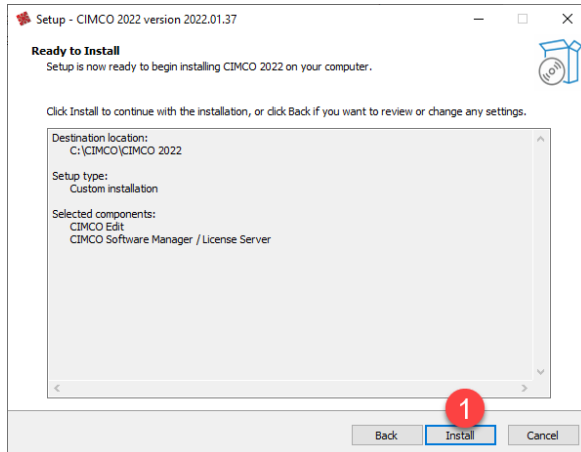 Setup - CIMCO 2022 version 2022.01.37
Ready to Install
Setup is now ready to begin installing CIMCO 2022 on your computer.
Click Install to continue with the installation, or click Back if you want to review or change any settings.
Destination location:
C:\CIMCO\CIMCO 2022
Setup type:
Custom installation
Selected components:
CIMCO Edit
CIMCO Software Manager / License Server
1
Back Install Cancel